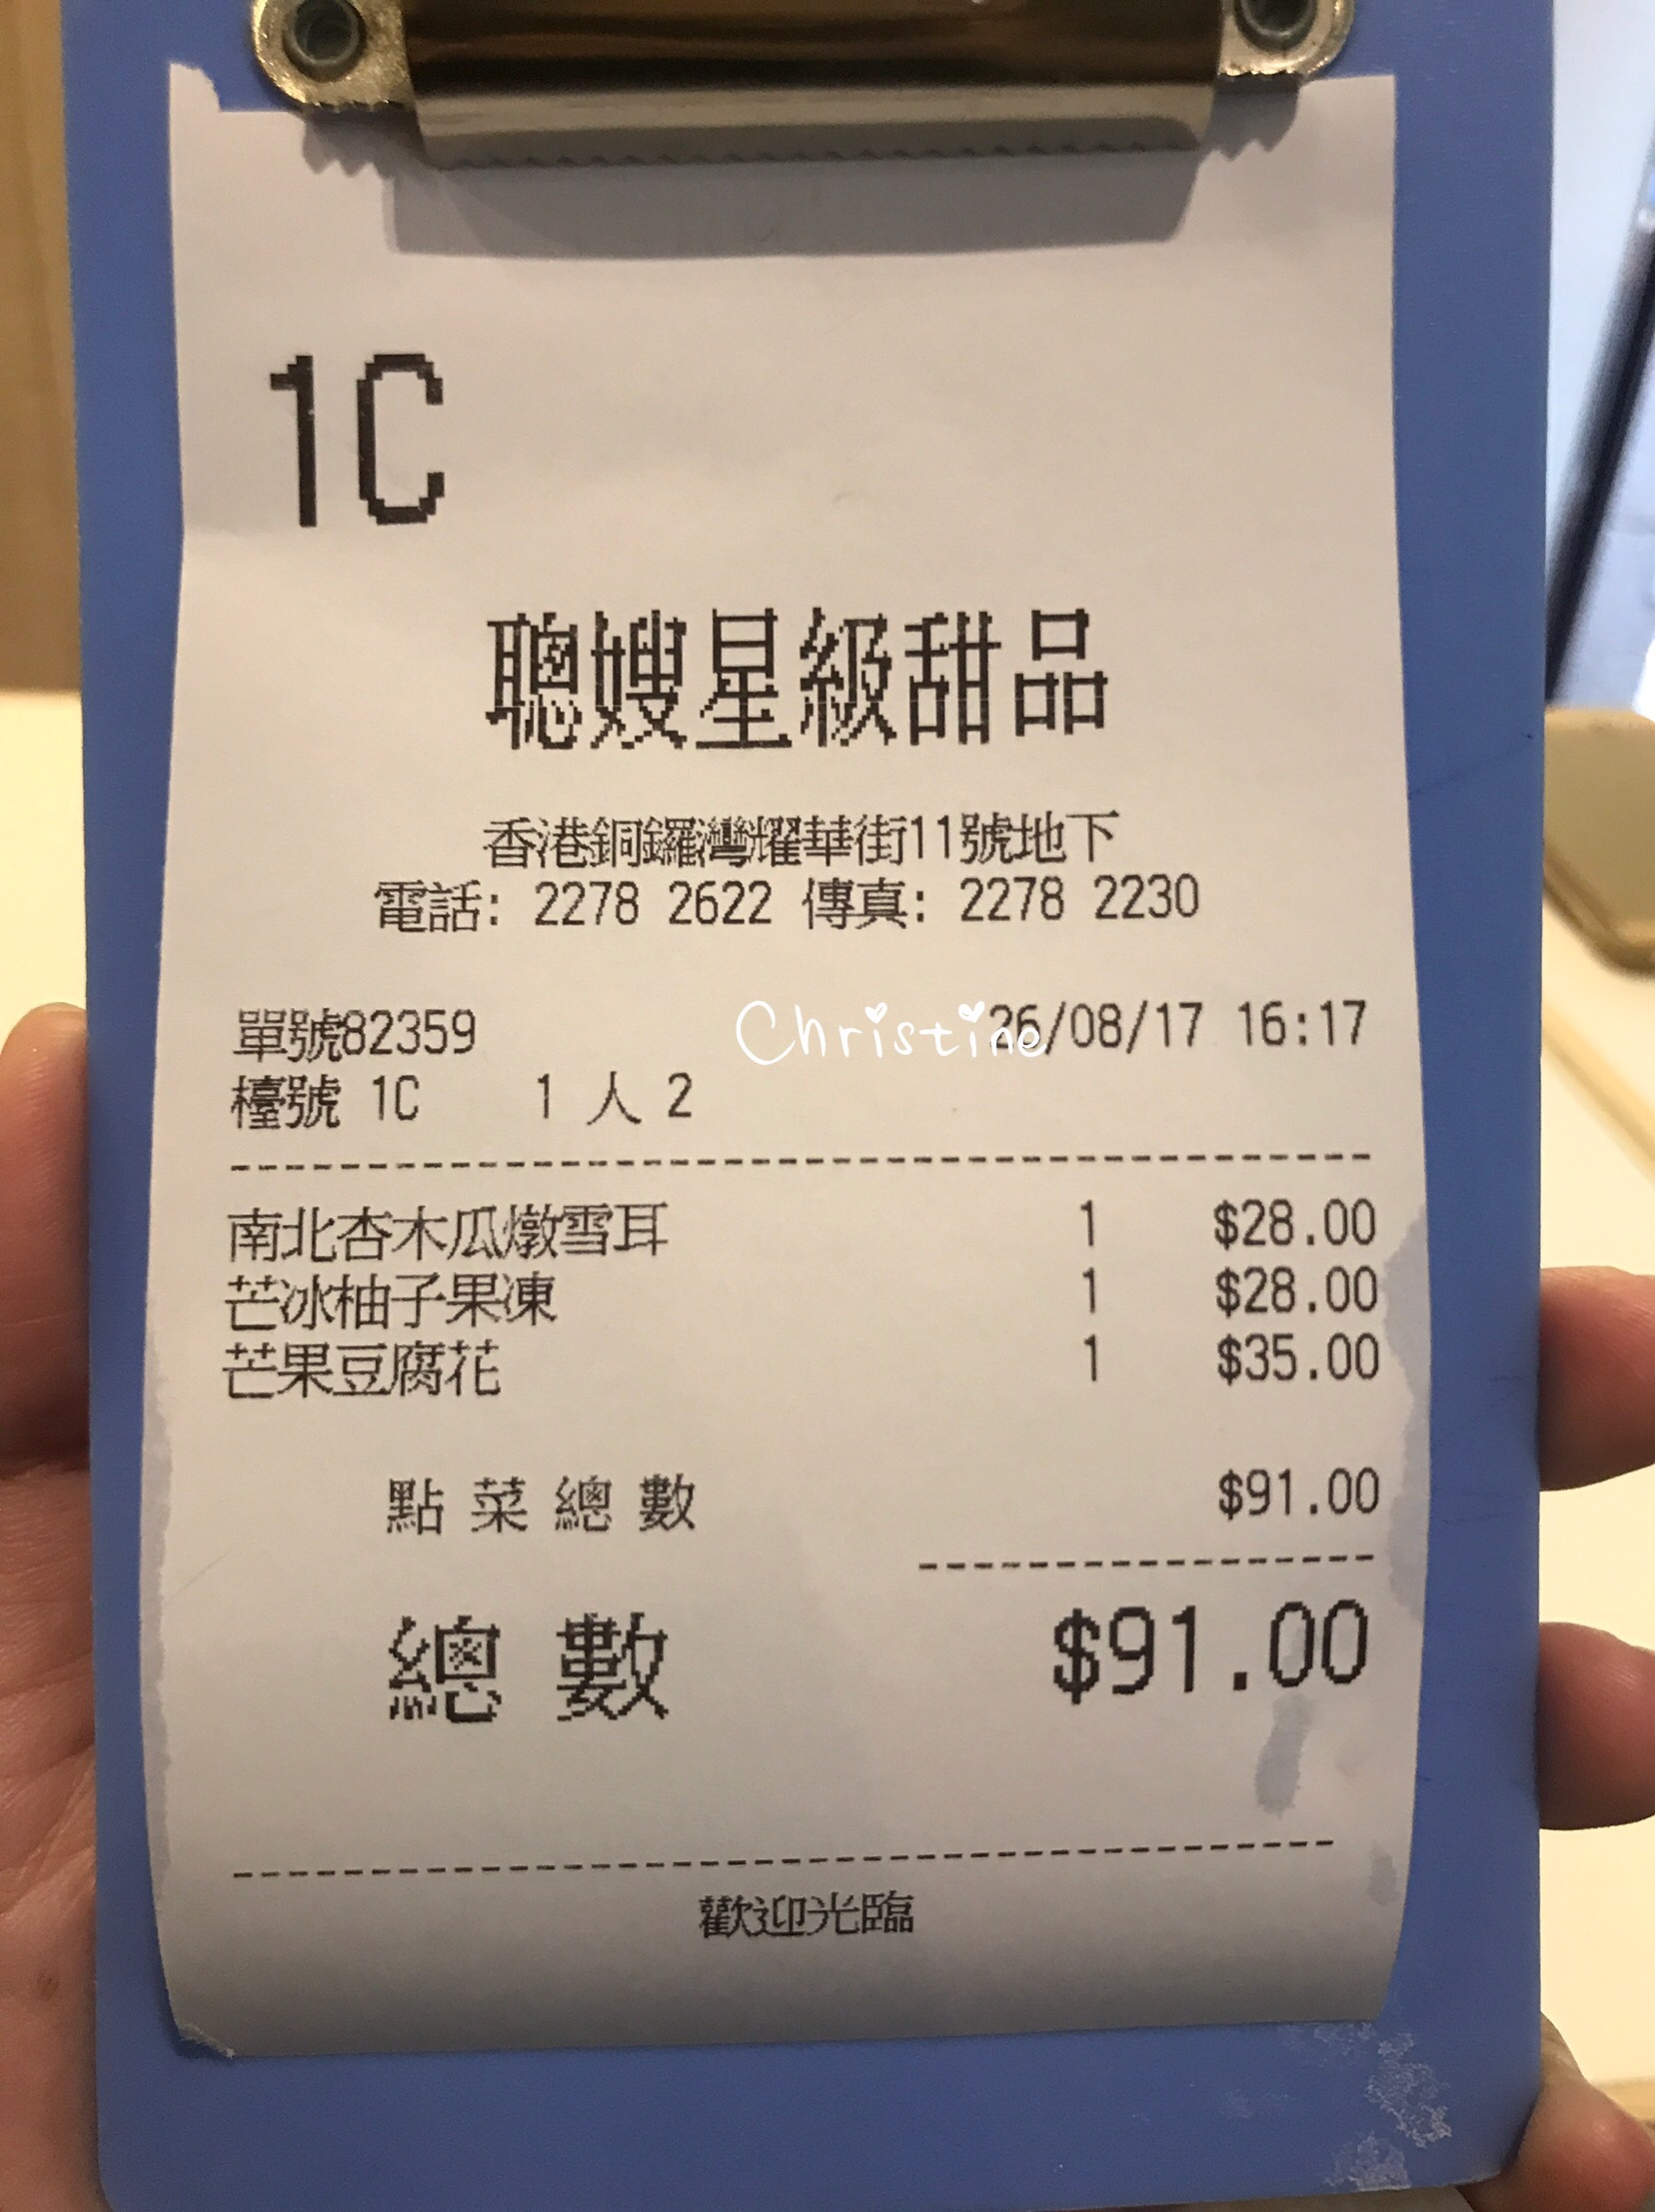 1C
聰嫂星級甜品
香港銅鑼灣耀華街11號地下
電話: 2278 2622 傳真: 2278 2230
單號82359 26/08/17 16:17
Christine
檯號 1C 1 人 2
南北杏木瓜燉雪耳 1 $28.00
芒冰柚子果凍 1 $28.00
芒果豆腐花 1 $35.00
點菜總數 $91.00
總數 $91.00
歡迎光臨